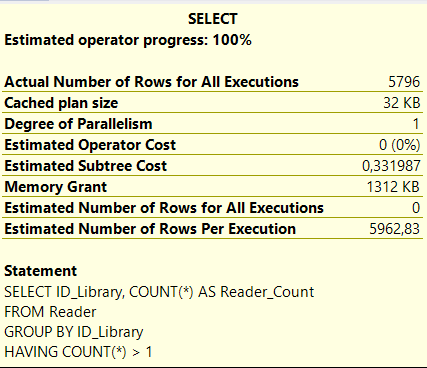 SELECT
Estimated operator progress: 100%
Actual Number of Rows for All Executions 5796
Cached plan size 32 KB
Degree of Parallelism 1
Estimated Operator Cost 0 (0%)
Estimated Subtree Cost 0,331987
Memory Grant 1312 KB
Estimated Number of Rows for All Executions 0
Estimated Number of Rows Per Execution 5962,83
Statement
SELECT ID_Library, COUNT(*) AS Reader_Count
FROM Reader
GROUP BY ID_Library
HAVING COUNT(*) > 1